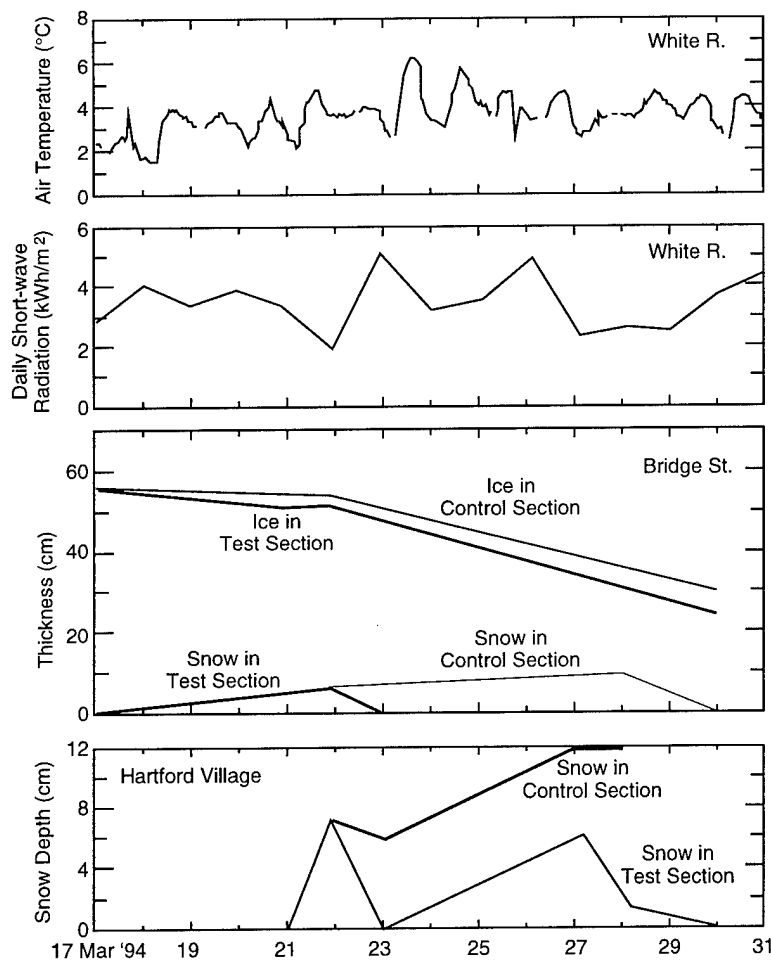 Air Temperature (°C)
8
6
4
2
0
White R.
Daily Short-wave
Radiation (kWh/m²)
6
4
2
0
White R.
Thickness (cm)
60
40
20
0
Bridge St.
Ice in
Control Section
Ice in
Test Section
Snow in
Test Section
Snow in
Control Section
Snow Depth (cm)
12
8
4
0
Hartford Village
Snow in
Control Section
Snow in
Test Section
17 Mar '94 19 21 23 25 27 29 31